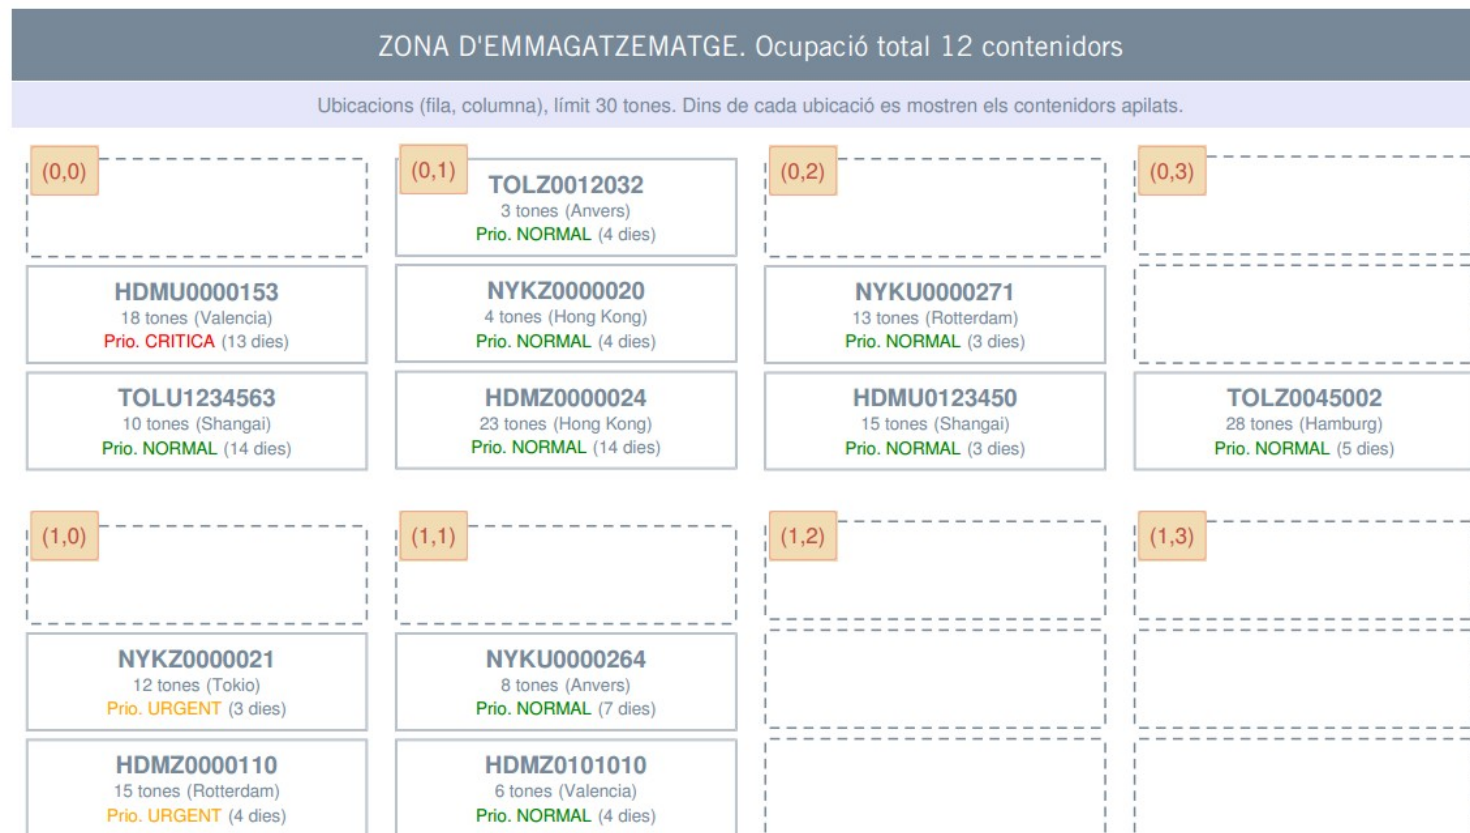 ZONA D'EMMAGATZEMATGE. Ocupació total 12 contenidors
Ubicacions (fila, columna), límit 30 tones. Dins de cada ubicació es mostren els contenidors apilats.
(0,0)
HDMU0000153
18 tones (Valencia)
Prio. CRITICA (13 dies)
TOLU1234563
10 tones (Shangai)
Prio. NORMAL (14 dies)
(0,1)
TOLZ0012032
3 tones (Anvers)
Prio. NORMAL (4 dies)
NYKZ0000020
4 tones (Hong Kong)
Prio. NORMAL (4 dies)
HDMZ0000024
23 tones (Hong Kong)
Prio. NORMAL (14 dies)
(0,2)
NYKU0000271
13 tones (Rotterdam)
Prio. NORMAL (3 dies)
HDMU0123450
15 tones (Shangai)
Prio. NORMAL (3 dies)
(0,3)
TOLZ0045002
28 tones (Hamburg)
Prio. NORMAL (5 dies)
(1,0)
NYKZ0000021
12 tones (Tokio)
Prio. URGENT (3 dies)
HDMZ0000110
15 tones (Rotterdam)
Prio. URGENT (4 dies)
(1,1)
NYKU0000264
8 tones (Anvers)
Prio. NORMAL (7 dies)
HDMZ0101010
6 tones (Valencia)
Prio. NORMAL (4 dies)
(1,2)
(1,3)